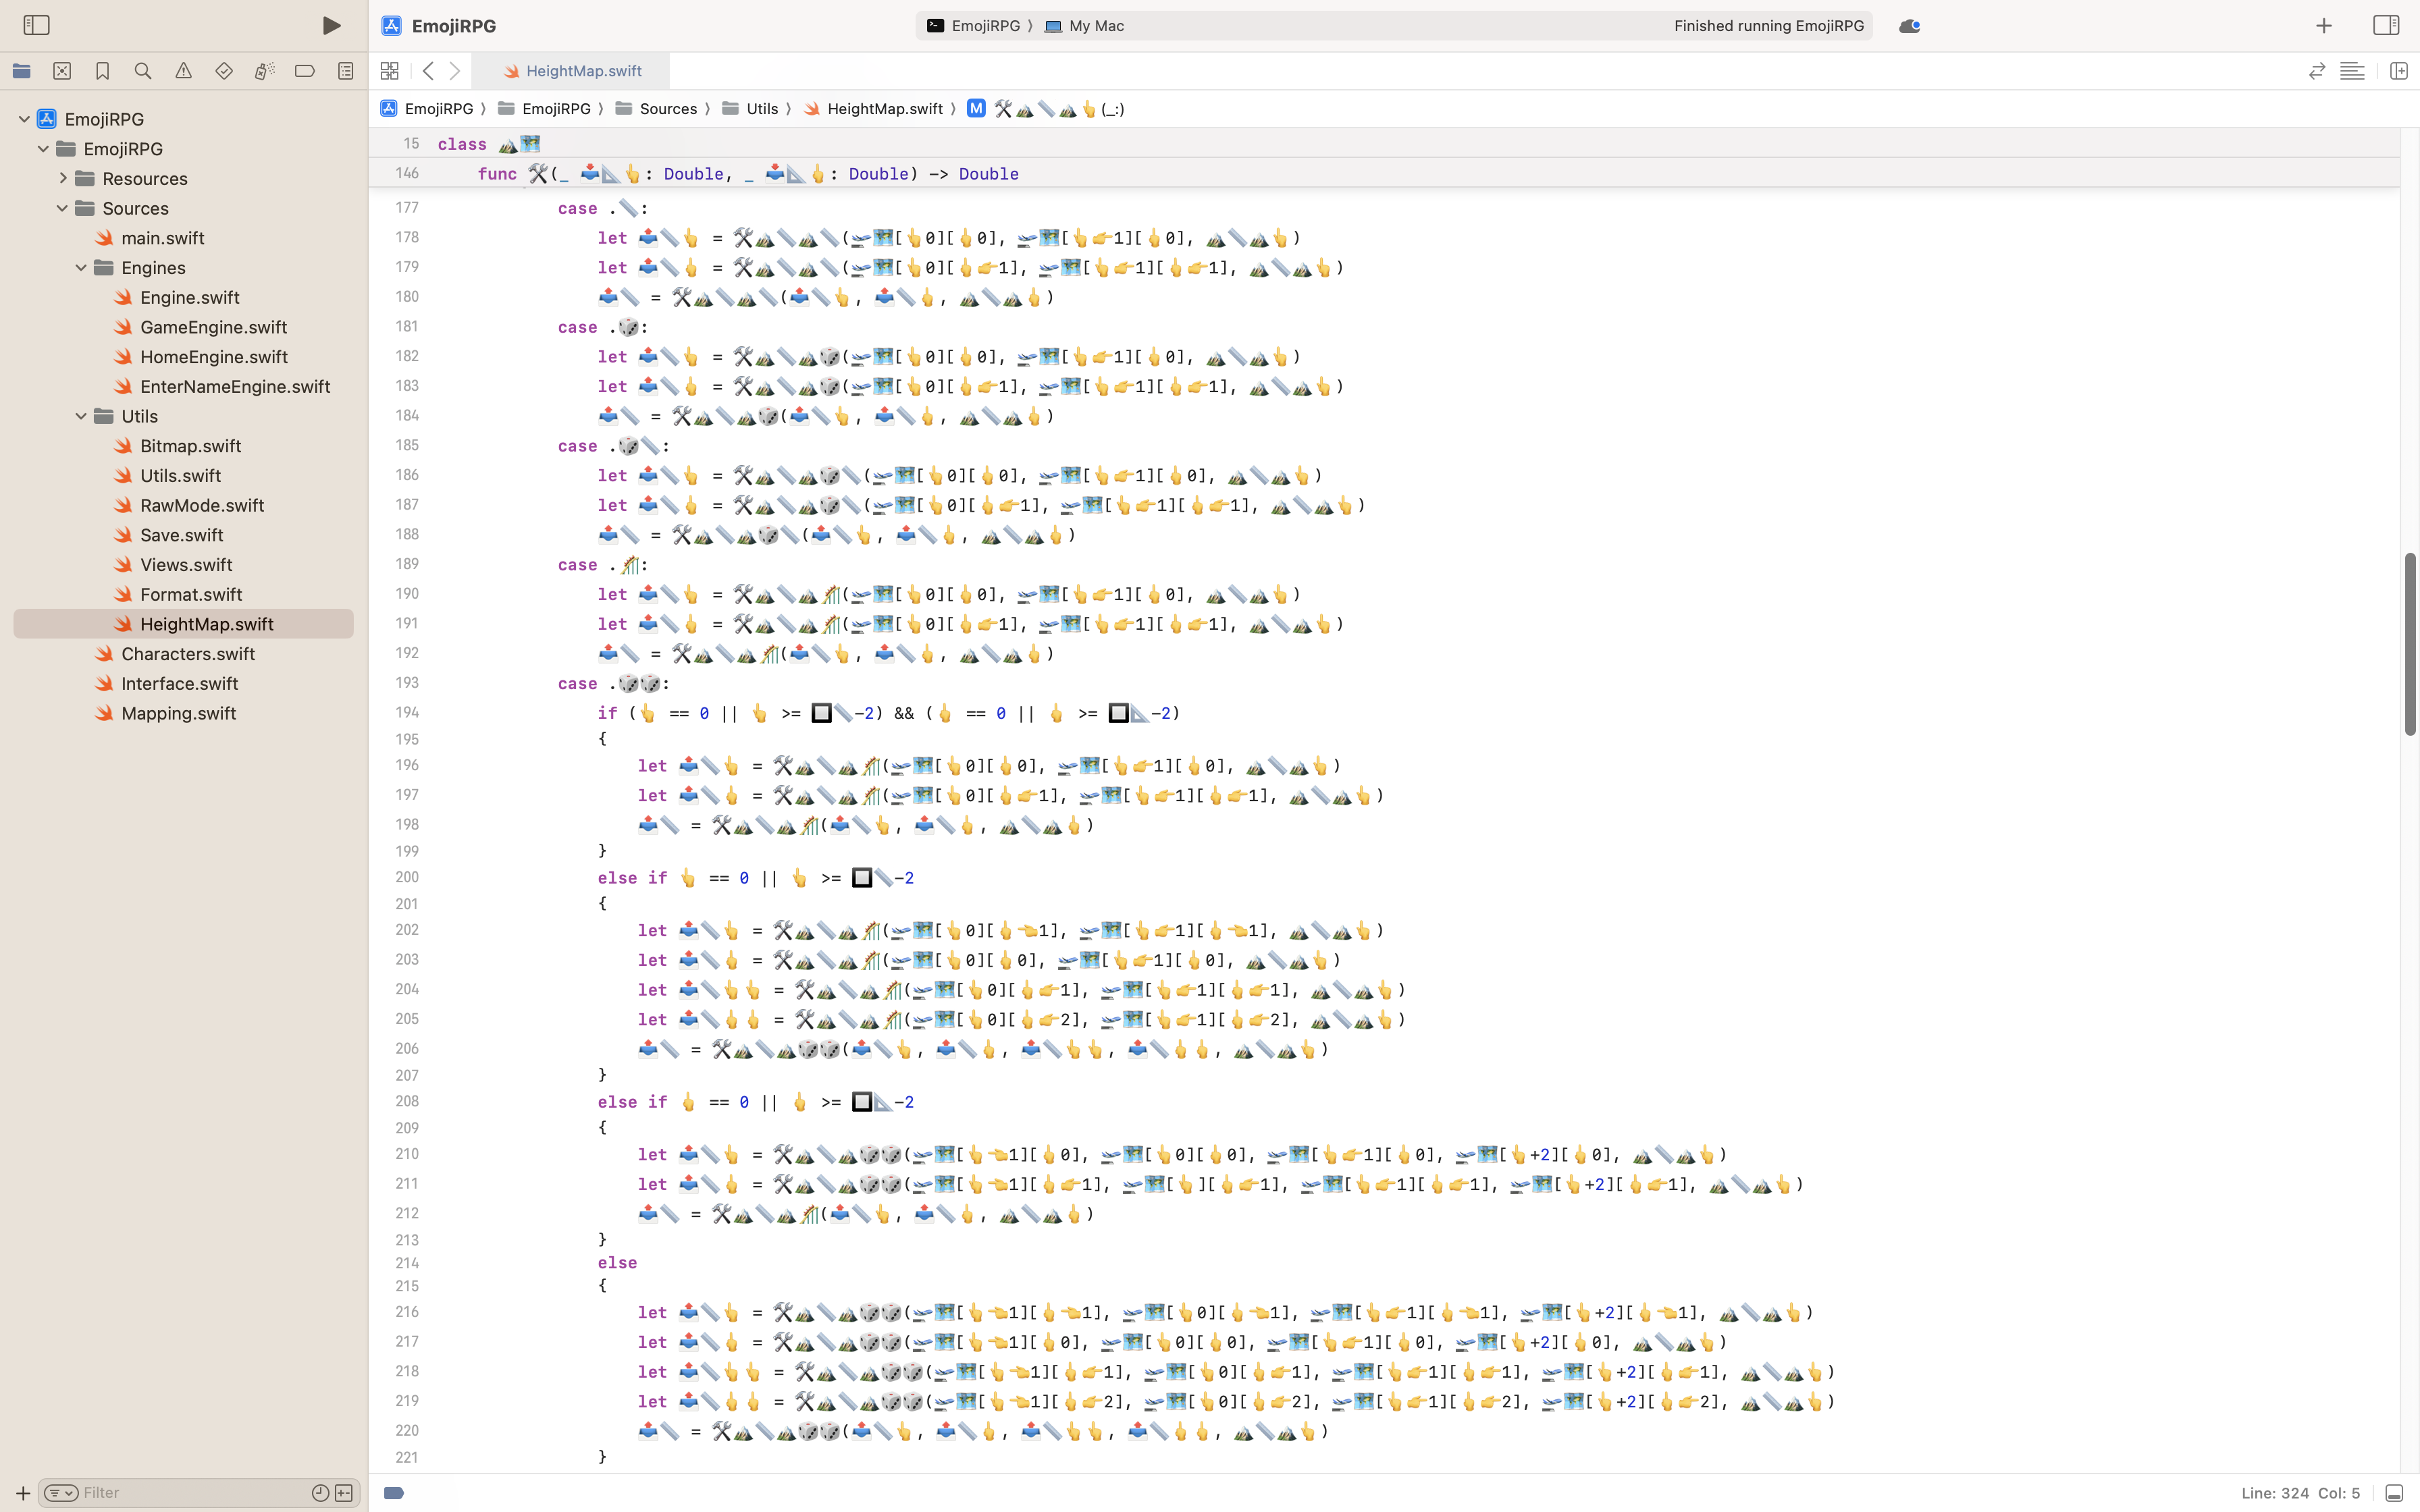 EmojiRPG
EmojiRPG 〉 My Mac
Finished running EmojiRPG
HeightMap.swift
EmojiRPG 〉 EmojiRPG 〉 Sources 〉 Utils 〉 HeightMap.swift 〉 M 🛠🏔📏🏔👆(_:)
EmojiRPG
EmojiRPG
Resources
Sources
main.swift
Engines
Engine.swift
GameEngine.swift
HomeEngine.swift
EnterNameEngine.swift
Utils
Bitmap.swift
Utils.swift
RawMode.swift
Save.swift
Views.swift
Format.swift
HeightMap.swift
Characters.swift
Interface.swift
Mapping.swift
Filter
15 class 🏔🗺
146 func 🛠(_ 📤📐👆: Double, _ 📤📐☝️: Double) -> Double
177 case .📏:
178 let 📤📏👆 = 🛠🏔📏🏔📏(🛫🗺[👆0][☝️0], 🛫🗺[👆👉1][☝️0], 🏔📏🏔👆)
179 let 📤📏☝️ = 🛠🏔📏🏔📏(🛫🗺[👆0][☝️👉1], 🛫🗺[👆👉1][☝️👉1], 🏔📏🏔👆)
180 📤📏 = 🛠🏔📏🏔📏(📤📏👆, 📤📏☝️, 🏔📏🏔☝️)
181 case .🎲:
182 let 📤📏👆 = 🛠🏔📏🏔🎲(🛫🗺[👆0][☝️0], 🛫🗺[👆👉1][☝️0], 🏔📏🏔👆)
183 let 📤📏☝️ = 🛠🏔📏🏔🎲(🛫🗺[👆0][☝️👉1], 🛫🗺[👆👉1][☝️👉1], 🏔📏🏔👆)
184 📤📏 = 🛠🏔📏🏔🎲(📤📏👆, 📤📏☝️, 🏔📏🏔☝️)
185 case .🎲📏:
186 let 📤📏👆 = 🛠🏔📏🏔🎲📏(🛫🗺[👆0][☝️0], 🛫🗺[👆👉1][☝️0], 🏔📏🏔👆)
187 let 📤📏☝️ = 🛠🏔📏🏔🎲📏(🛫🗺[👆0][☝️👉1], 🛫🗺[👆👉1][☝️👉1], 🏔📏🏔👆)
188 📤📏 = 🛠🏔📏🏔🎲📏(📤📏👆, 📤📏☝️, 🏔📏🏔☝️)
189 case .🎢:
190 let 📤📏👆 = 🛠🏔📏🏔🎢(🛫🗺[👆0][☝️0], 🛫🗺[👆👉1][☝️0], 🏔📏🏔👆)
191 let 📤📏☝️ = 🛠🏔📏🏔🎢(🛫🗺[👆0][☝️👉1], 🛫🗺[👆👉1][☝️👉1], 🏔📏🏔👆)
192 📤📏 = 🛠🏔📏🏔🎢(📤📏👆, 📤📏☝️, 🏔📏🏔☝️)
193 case .🎲🎲:
194 if (👆 == 0 || 👆 >= 🔲📏-2) && (☝️ == 0 || ☝️ >= 🔲📐-2)
195 {
196 let 📤📏👆 = 🛠🏔📏🏔🎢(🛫🗺[👆0][☝️0], 🛫🗺[👆👉1][☝️0], 🏔📏🏔👆)
197 let 📤📏☝️ = 🛠🏔📏🏔🎢(🛫🗺[👆0][☝️👉1], 🛫🗺[👆👉1][☝️👉1], 🏔📏🏔👆)
198 📤📏 = 🛠🏔📏🏔🎢(📤📏👆, 📤📏☝️, 🏔📏🏔☝️)
199 }
200 else if 👆 == 0 || 👆 >= 🔲📏-2
201 {
202 let 📤📏👆 = 🛠🏔📏🏔🎢(🛫🗺[👆0][☝️👈1], 🛫🗺[👆👉1][☝️👈1], 🏔📏🏔👆)
203 let 📤📏☝️ = 🛠🏔📏🏔🎢(🛫🗺[👆0][☝️0], 🛫🗺[👆👉1][☝️0], 🏔📏🏔👆)
204 let 📤📏👆👆 = 🛠🏔📏🏔🎢(🛫🗺[👆0][☝️👉1], 🛫🗺[👆👉1][☝️👉1], 🏔📏🏔👆)
205 let 📤📏☝️☝️ = 🛠🏔📏🏔🎢(🛫🗺[👆0][☝️👉2], 🛫🗺[👆👉1][☝️👉2], 🏔📏🏔👆)
206 📤📏 = 🛠🏔📏🏔🎲🎲(📤📏👆, 📤📏☝️, 📤📏👆👆, 📤📏☝️☝️, 🏔📏🏔👆)
207 }
208 else if ☝️ == 0 || ☝️ >= 🔲📐-2
209 {
210 let 📤📏👆 = 🛠🏔📏🏔🎲🎲(🛫🗺[👆👈1][☝️0], 🛫🗺[👆0][☝️0], 🛫🗺[👆👉1][☝️0], 🛫🗺[👆+2][☝️0], 🏔📏🏔👆)
211 let 📤📏☝️ = 🛠🏔📏🏔🎲🎲(🛫🗺[👆👈1][☝️👉1], 🛫🗺[👆][☝️👉1], 🛫🗺[👆👉1][☝️👉1], 🛫🗺[👆+2][☝️👉1], 🏔📏🏔👆)
212 📤📏 = 🛠🏔📏🏔🎢(📤📏👆, 📤📏☝️, 🏔📏🏔☝️)
213 }
214 else
215 {
216 let 📤📏👆 = 🛠🏔📏🏔🎲🎲(🛫🗺[👆👈1][☝️👈1], 🛫🗺[👆0][☝️👈1], 🛫🗺[👆👉1][☝️👈1], 🛫🗺[👆+2][☝️👈1], 🏔📏🏔👆)
217 let 📤📏☝️ = 🛠🏔📏🏔🎲🎲(🛫🗺[👆👈1][☝️0], 🛫🗺[👆0][☝️0], 🛫🗺[👆👉1][☝️0], 🛫🗺[👆+2][☝️0], 🏔📏🏔👆)
218 let 📤📏👆👆 = 🛠🏔📏🏔🎲🎲(🛫🗺[👆👈1][☝️👉1], 🛫🗺[👆0][☝️👉1], 🛫🗺[👆👉1][☝️👉1], 🛫🗺[👆+2][☝️👉1], 🏔📏🏔👆)
219 let 📤📏☝️☝️ = 🛠🏔📏🏔🎲🎲(🛫🗺[👆👈1][☝️👉2], 🛫🗺[👆0][☝️👉2], 🛫🗺[👆👉1][☝️👉2], 🛫🗺[👆+2][☝️👉2], 🏔📏🏔👆)
220 📤📏 = 🛠🏔📏🏔🎲🎲(📤📏👆, 📤📏☝️, 📤📏👆👆, 📤📏☝️☝️, 🏔📏🏔👆)
221 }
Line: 324 Col: 5